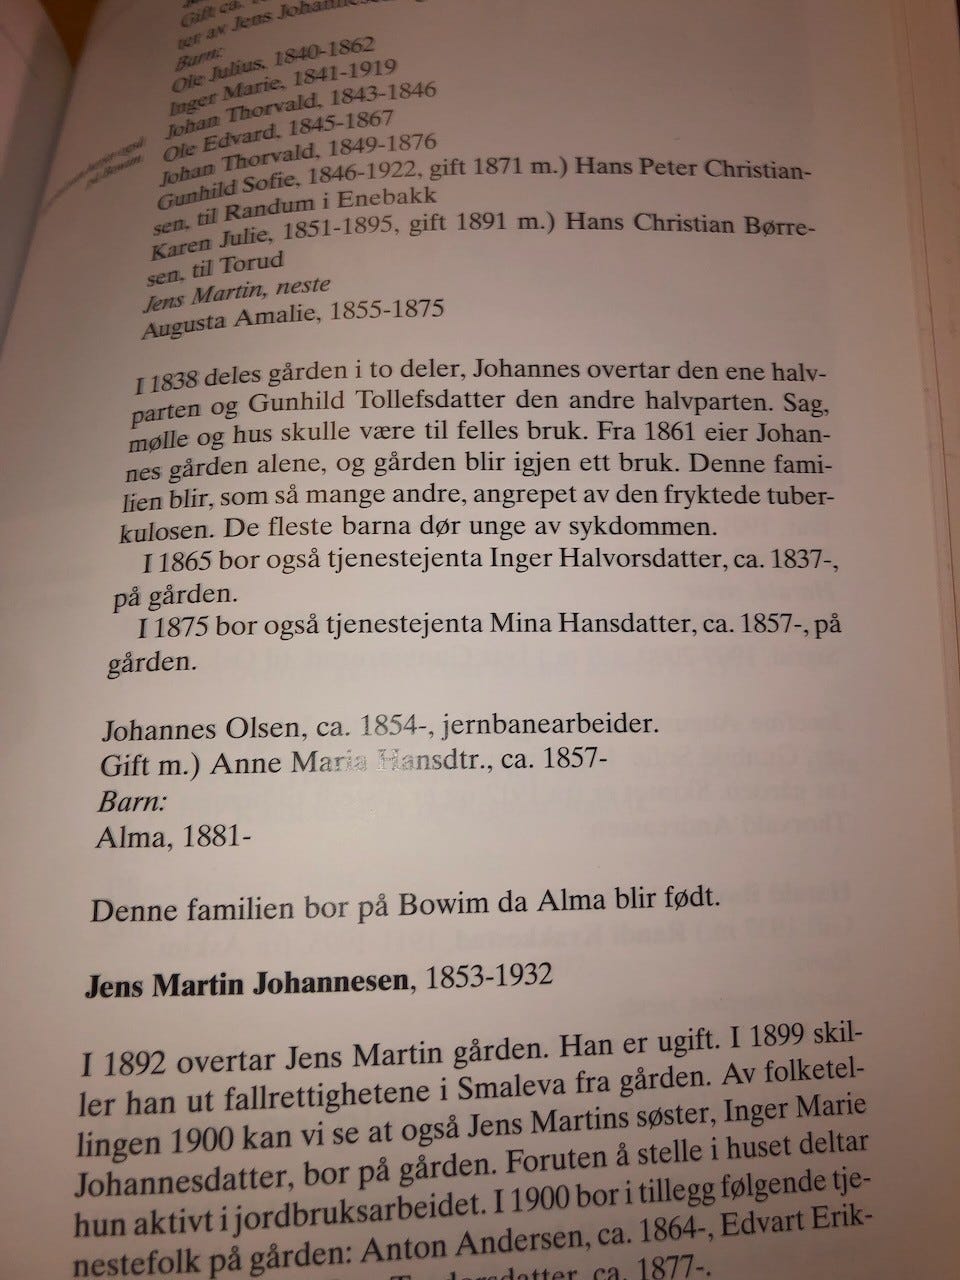 Gift ca.
ter av Jens Johannesen
Barn:
Ole Julius, 1840-1862
Inger Marie, 1841-1919
Johan Thorvald, 1843-1846
Ole Edvard, 1845-1867
Johan Thorvald, 1849-1876
Gunhild Sofie, 1846-1922, gift 1871 m.) Hans Peter Christian-
sen, til Randum i Enebakk
Karen Julie, 1851-1895, gift 1891 m.) Hans Christian Børre-
sen, til Torud
Jens Martin, neste
Augusta Amalie, 1855-1875
også
på Bowim
I 1838 deles gården i to deler, Johannes overtar den ene halv-
parten og Gunhild Tollefsdatter den andre halvparten. Sag,
mølle og hus skulle være til felles bruk. Fra 1861 eier Johan-
nes gården alene, og gården blir igjen ett bruk. Denne fami-
lien blir, som så mange andre, angrepet av den fryktede tuber-
kulosen. De fleste barna dør unge av sykdommen.
I 1865 bor også tjenestejenta Inger Halvorsdatter, ca. 1837-,
på gården.
I 1875 bor også tjenestejenta Mina Hansdatter, ca. 1857-, på
gården.
Johannes Olsen, ca. 1854-, jernbanearbeider.
Gift m.) Anne Maria Hansdtr., ca. 1857-
Barn:
Alma, 1881-
Denne familien bor på Bowim da Alma blir født.
Jens Martin Johannesen, 1853-1932
I 1892 overtar Jens Martin gården. Han er ugift. I 1899 skil-
ler han ut fallrettighetene i Smaleva fra gården. Av folketel-
lingen 1900 kan vi se at også Jens Martins søster, Inger Marie
Johannesdatter, bor på gården. Foruten å stelle i huset deltar
hun aktivt i jordbruksarbeidet. I 1900 bor i tillegg følgende tje-
nestefolk på gården: Anton Andersen, ca. 1864-, Edvart Erik-
ca. 1877-.